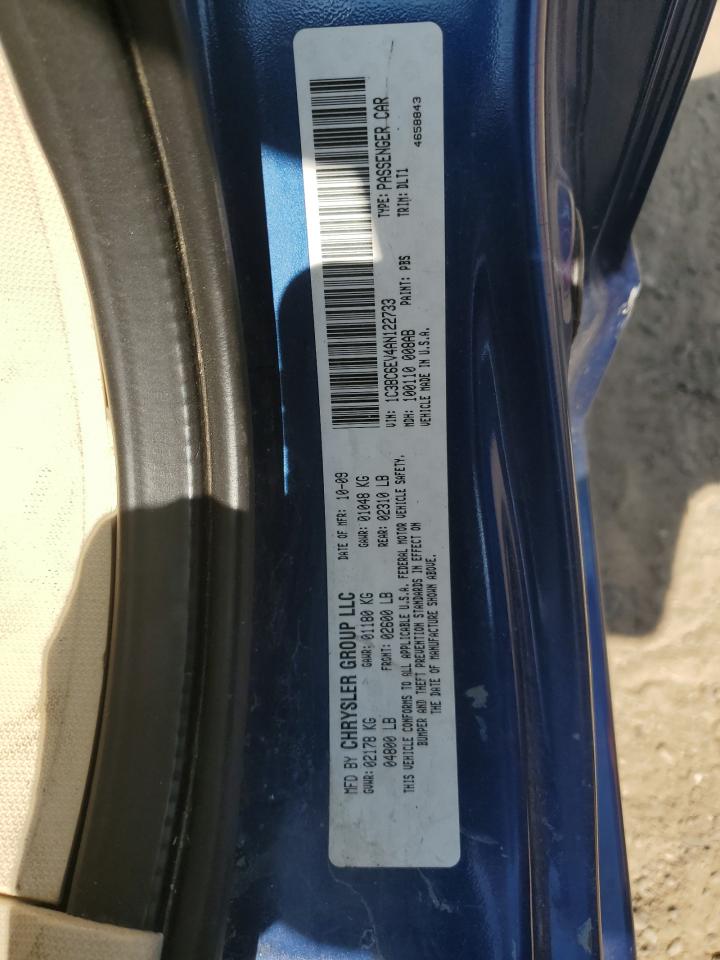 MFD BY CHRYSLER GROUP LLC DATE OF MFR: 10-09
GVWR: 02178 KG GAWR: 01180 KG GAWR: 01048 KG
04800 LB FRONT: 02600 LB REAR: 02310 LB
THIS VEHICLE CONFORMS TO ALL APPLICABLE U.S.A. FEDERAL MOTOR VEHICLE SAFETY,
BUMPER AND THEFT PREVENTION STANDARDS IN EFFECT ON
THE DATE OF MANUFACTURE SHOWN ABOVE.
VIN: 1C3BC6EV4AN122733 TYPE: PASSENGER CAR
MDH: 100110 008AB PAINT: PBS TRIM: DLT1
VEHICLE MADE IN U.S.A. 4658843